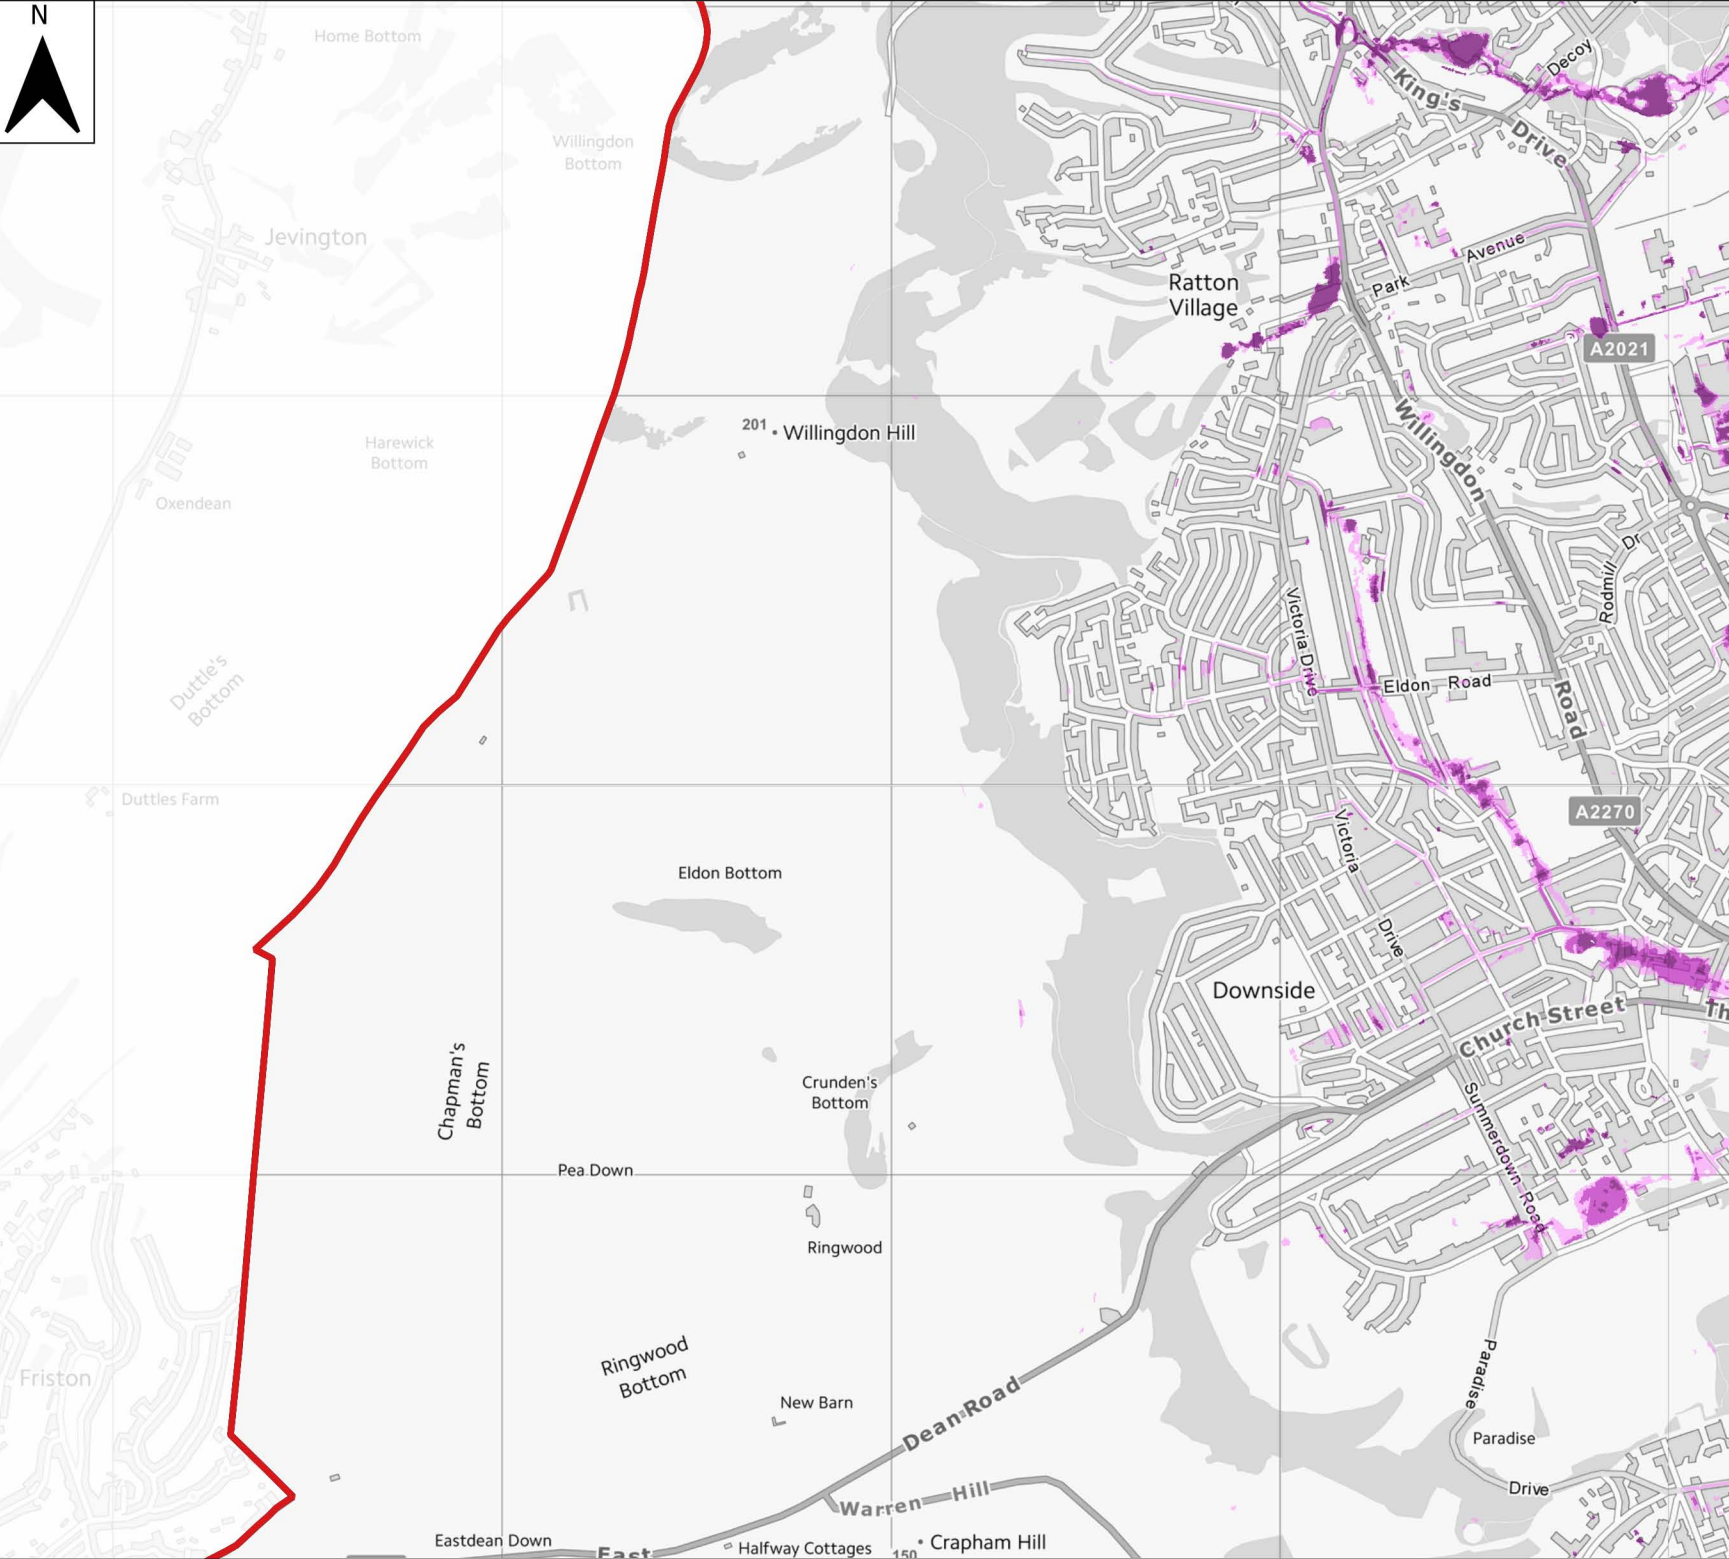 N
Home Bottom
Decoy
King's
Drive
Willingdon
Bottom
Jevington
Avenue
Park
Ratton
Village
A2021
201
Willingdon Hill
Willingdon
Harewick
Bottom
Oxendean
Rodmill Dr
Victoria Drive
Duttle's
Bottom
Eldon Road
Road
Duttles Farm
A2270
Victoria
Drive
Eldon Bottom
Downside
Church Street
Th
Chapman's
Bottom
Crunden's
Bottom
Summerdown Road
Pea Down
Ringwood
Ringwood
Bottom
Friston
Paradise
New Barn
Dean Road
Paradise
Drive
Warren Hill
Eastdean Down
East
Halfway Cottages
150
Crapham Hill